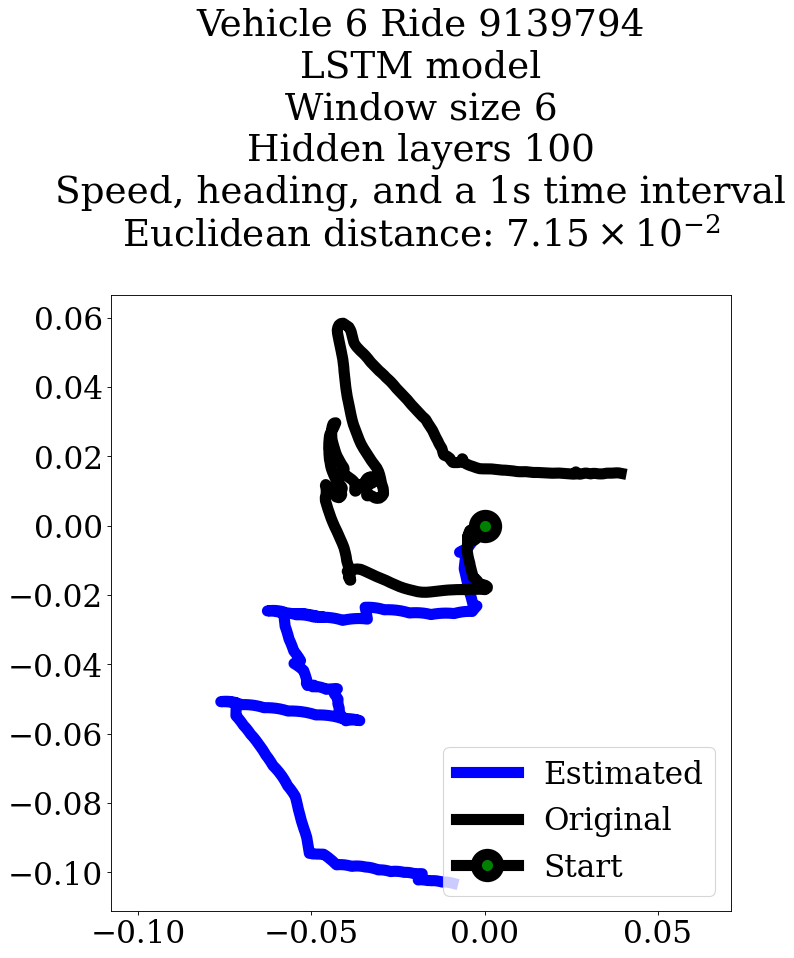 Vehicle 6 Ride 9139794
LSTM model
Window size 6
Hidden layers 100
Speed, heading, and a 1s time interval
Euclidean distance: 7.15 × 10⁻²
0.06
0.04
0.02
0.00
−0.02
−0.04
−0.06
−0.08
−0.10
Estimated
Original
Start
−0.10 −0.05 0.00 0.05